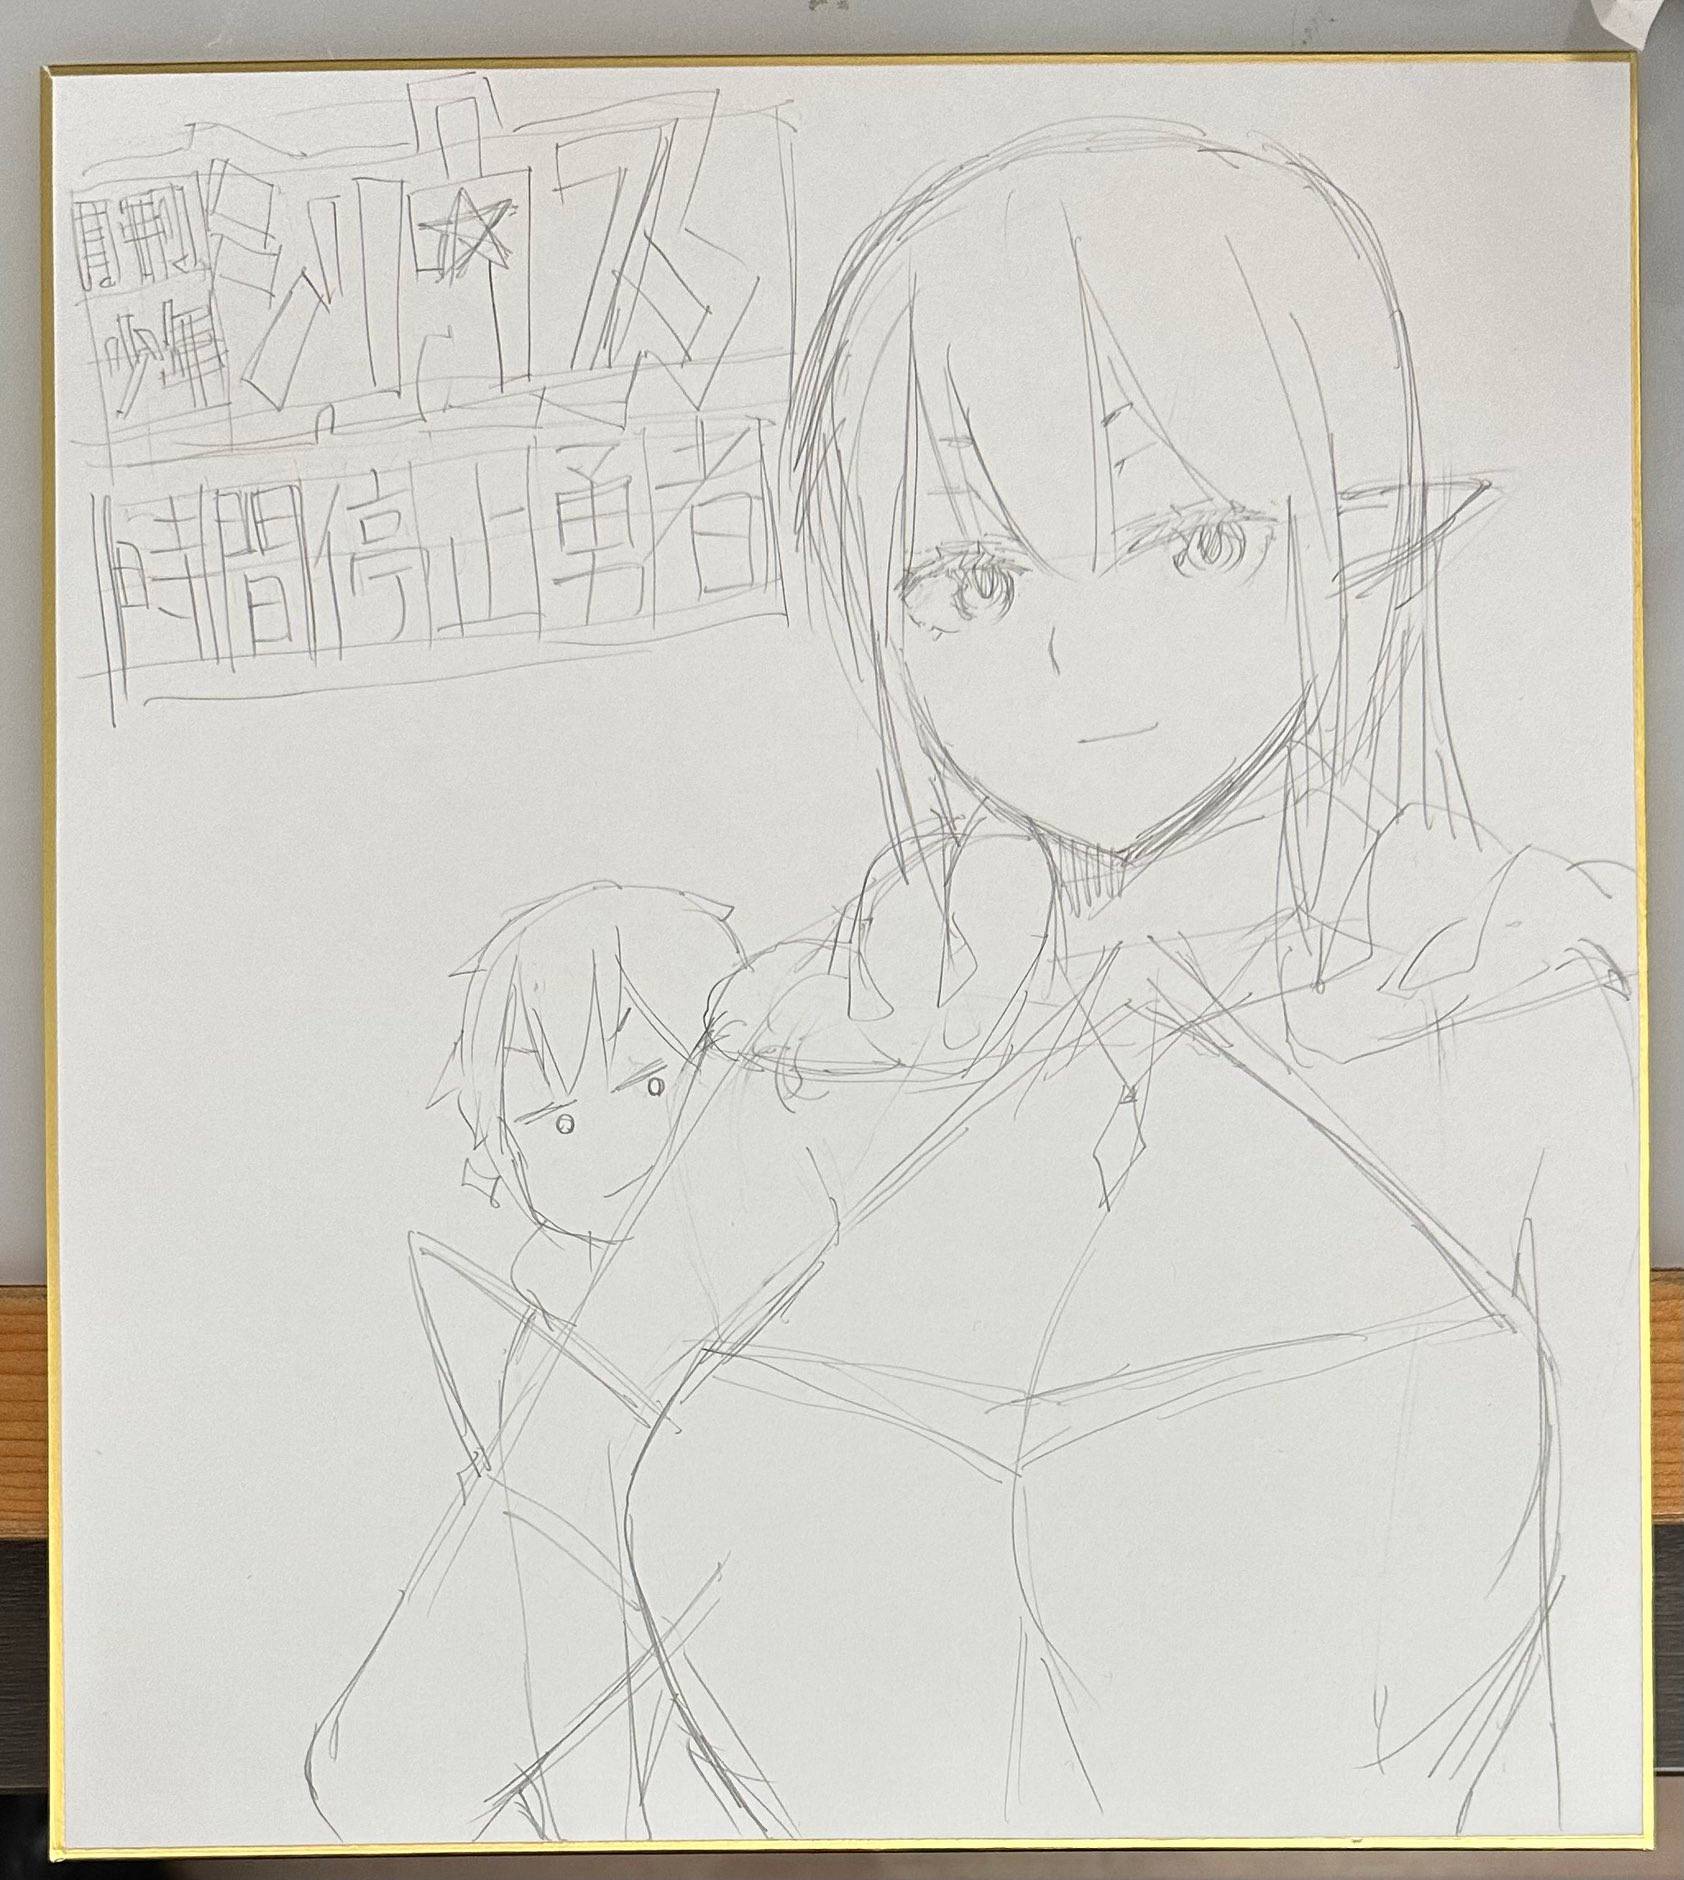 月刊
少年
シリウス
時間停止勇者